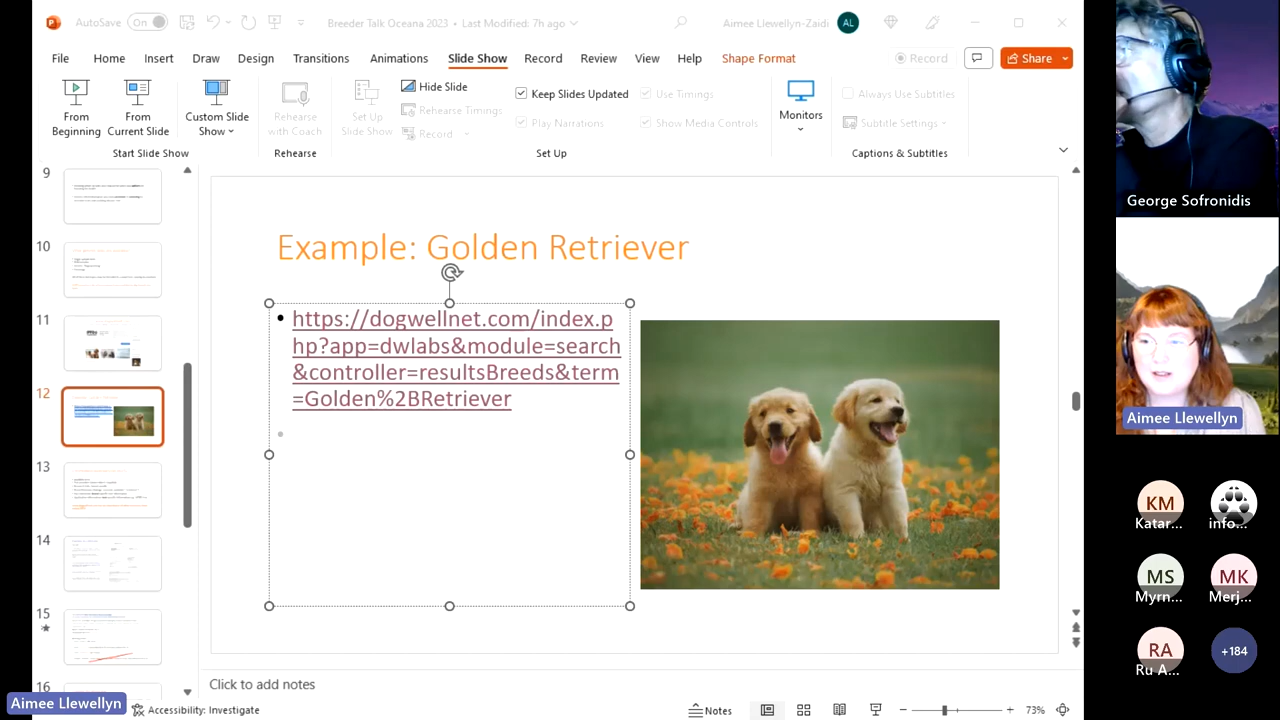 AutoSave
On
Breeder Talk Oceana 2023 • Last Modified: 7h ago
Aimee Llewellyn-Zaidi
AL
File
Home
Insert
Draw
Design
Transitions
Animations
Slide Show
Record
Review
View
Help
Shape Format
Record
Share
From Beginning
From Current Slide
Custom Slide Show
Start Slide Show
Rehearse with Coach
Rehearse
Set Up Slide Show
Hide Slide
Rehearse Timings
Record
Keep Slides Updated
Play Narrations
Use Timings
Show Media Controls
Set Up
Monitors
Always Use Subtitles
Subtitle Settings
Captions & Subtitles
9
10
11
12
13
14
15
16
Example: Golden Retriever
• https://dogwellnet.com/index.p
hp?app=dwlabs&module=search
&controller=resultsBreeds&term
=Golden%2BRetriever
Click to add notes
Aimee Llewellyn
Accessibility: Investigate
Notes
73%
George Sofronidis
Aimee Llewellyn
KM
Katar...
info...
MS
Myrn...
MK
Merj...
RA
Ru A...
+184